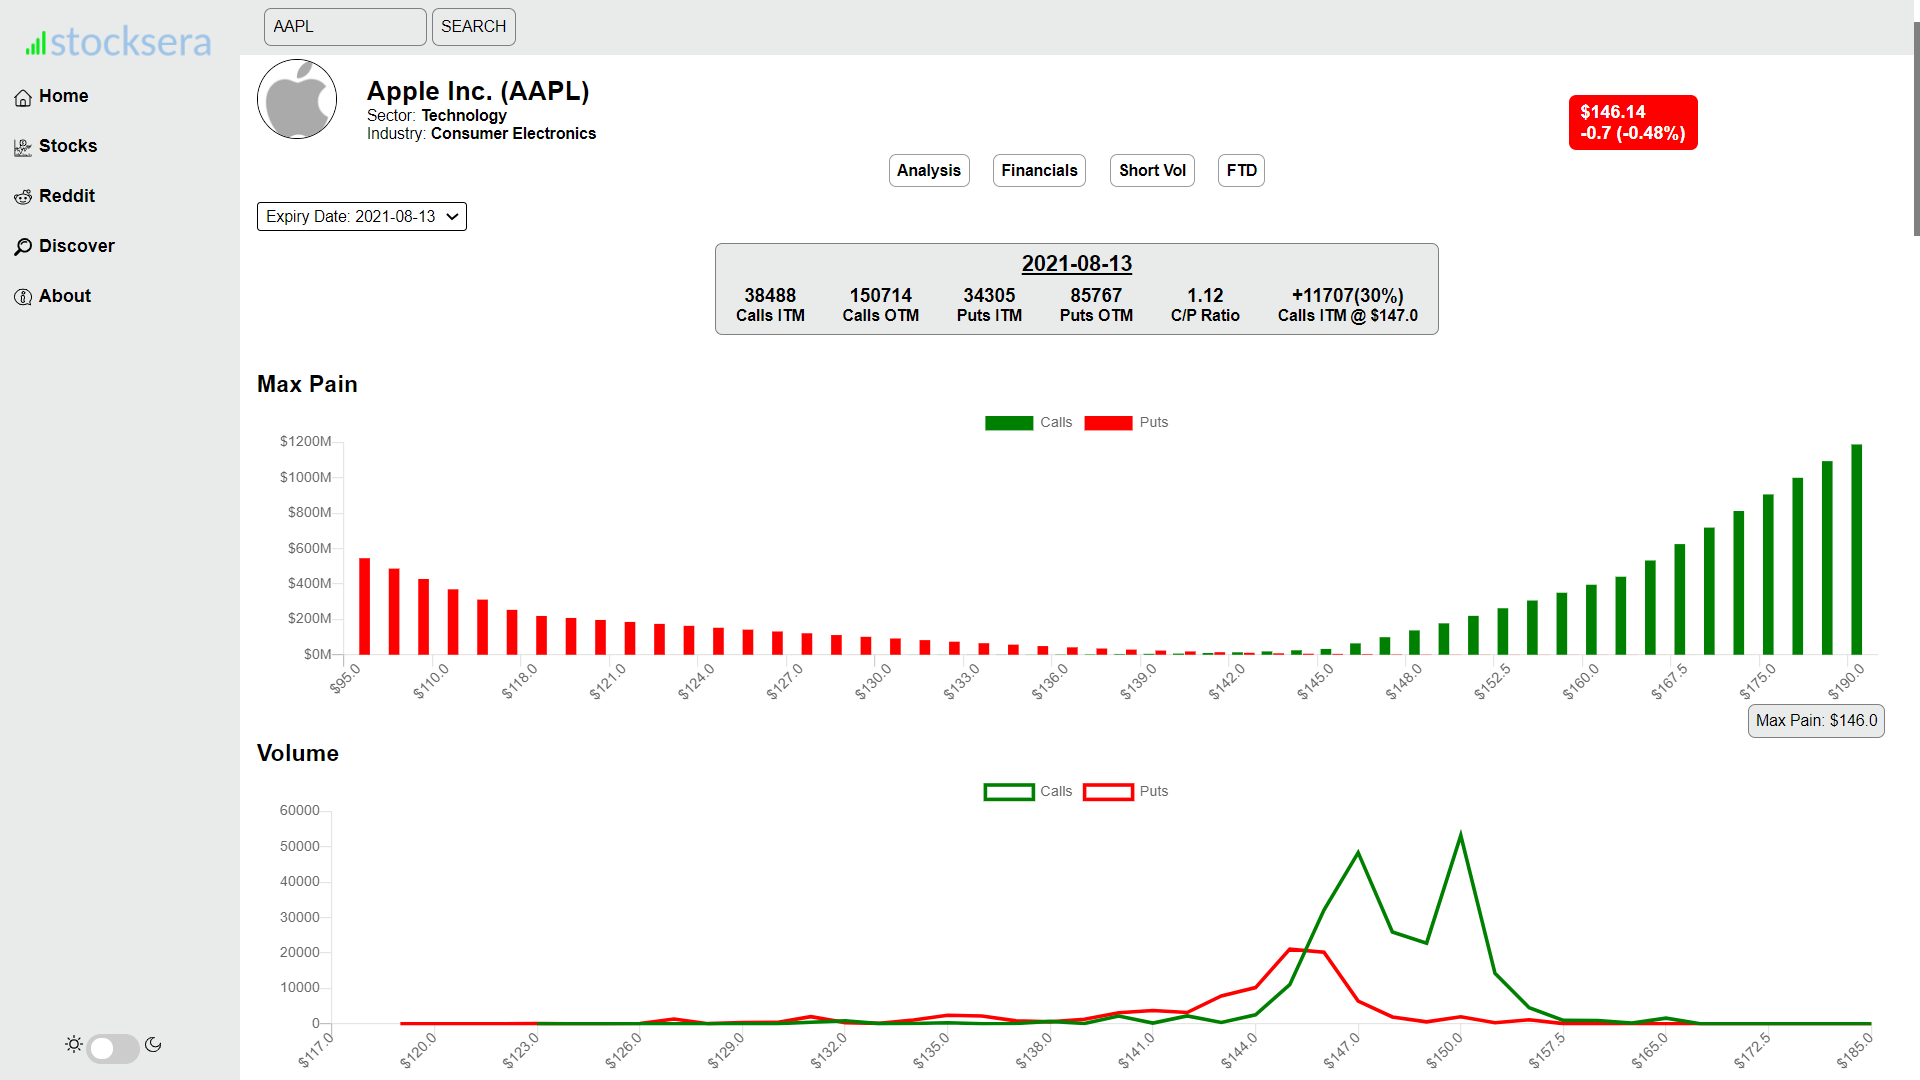 stocksera
AAPL
SEARCH
Home
Stocks
Reddit
Discover
About
Apple Inc. (AAPL)
Sector: Technology
Industry: Consumer Electronics
$146.14
-0.7 (-0.48%)
Analysis
Financials
Short Vol
FTD
Expiry Date: 2021-08-13
2021-08-13
38488
Calls ITM
150714
Calls OTM
34305
Puts ITM
85767
Puts OTM
1.12
C/P Ratio
+11707(30%)
Calls ITM @ $147.0
Max Pain
Calls
Puts
$1200M
$1000M
$800M
$600M
$400M
$200M
$0M
$95.0
$110.0
$118.0
$121.0
$124.0
$127.0
$130.0
$133.0
$136.0
$139.0
$142.0
$145.0
$148.0
$152.5
$160.0
$167.5
$175.0
$190.0
Max Pain: $146.0
Volume
Calls
Puts
60000
50000
40000
30000
20000
10000
0
$117.0
$120.0
$123.0
$126.0
$129.0
$132.0
$135.0
$138.0
$141.0
$144.0
$147.0
$150.0
$157.5
$165.0
$172.5
$185.0